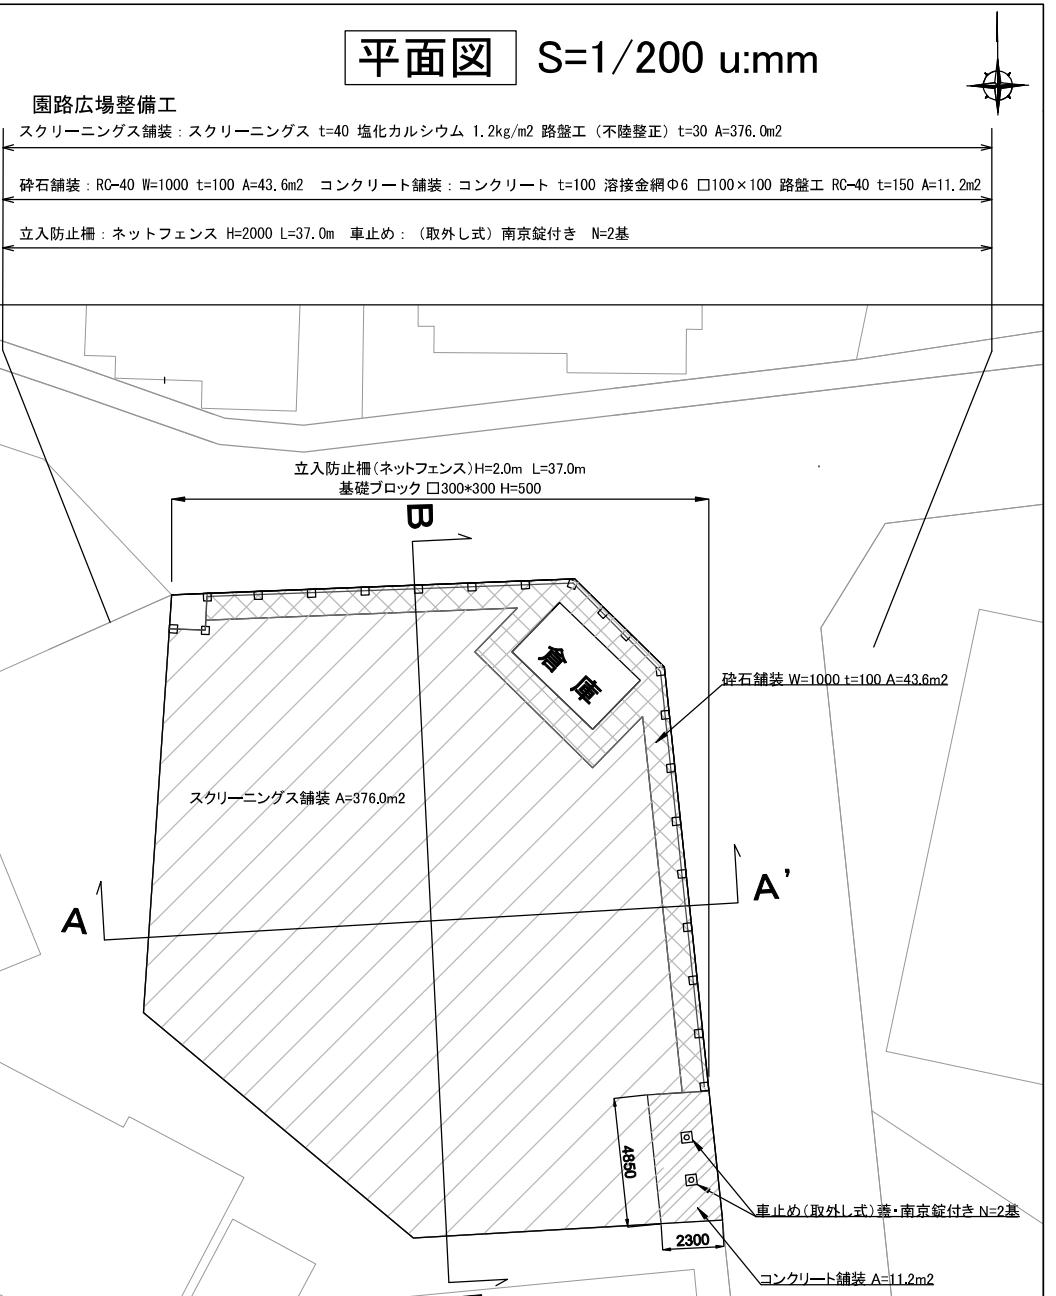 平面図 S=1/200 u:mm
園路広場整備工
スクリーニングス舗装：スクリーニングス t=40 塩化カルシウム 1.2kg/m2 路盤工（不陸整正）t=30 A=376.0m2
砕石舗装：RC-40 W=1000 t=100 A=43.6m2 コンクリート舗装：コンクリート t=100 溶接金網Φ6 □100×100 路盤工 RC-40 t=150 A=11.2m2
立入防止柵：ネットフェンス H=2000 L=37.0m 車止め：（取外し式）南京錠付き N=2基
立入防止柵(ネットフェンス)H=2.0m L=37.0m
基礎ブロック □300*300 H=500
B
倉庫
砕石舗装 W=1000 t=100 A=43.6m2
スクリーニングス舗装 A=376.0m2
A
A'
4850
車止め(取外し式)蓋・南京錠付き N=2基
2300
コンクリート舗装 A=11.2m2